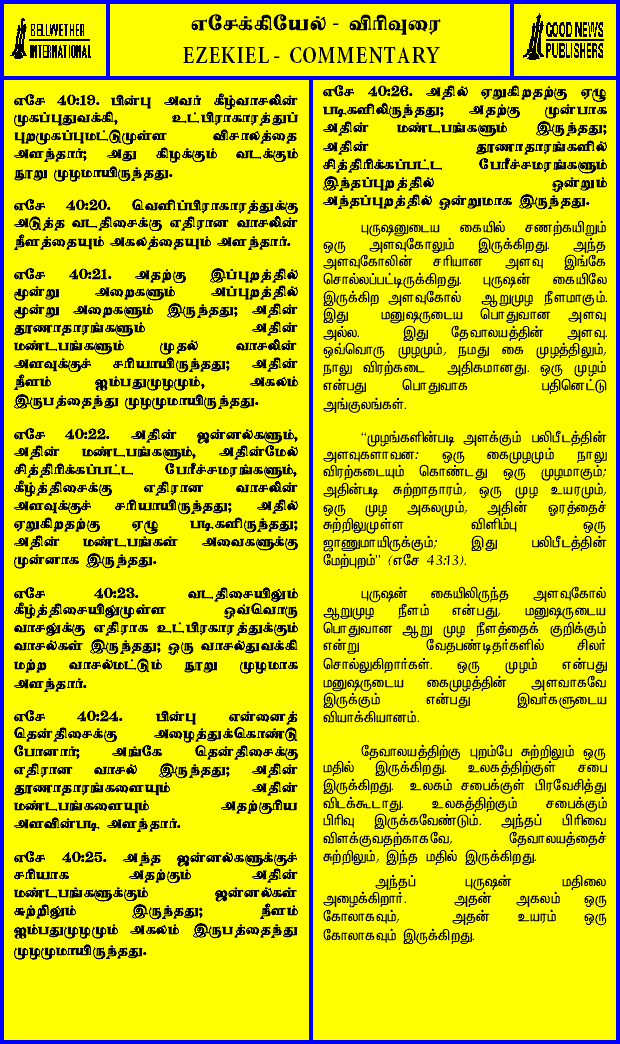 BELLWETHER
INTERNATIONAL
எசேக்கியேல் - விரிவுரை
EZEKIEL - COMMENTARY
GOOD NEWS
PUBLISHERS
எசே 40:19. பின்பு அவர் கீழ்வாசலின்
முகப்புதுவக்கி, உட்பிராகாரத்துப்
புறமுகப்புமட்டுமுள்ள விசாலத்தை
அளந்தார்; அது கிழக்கும் வடக்கும்
நூறு முழமாயிருந்தது.
எசே 40:20. வெளிப்பிராகாரத்துக்கு
அடுத்த வடதிசைக்கு எதிரான வாசலின்
நீளத்தையும் அகலத்தையும் அளந்தார்.
எசே 40:21. அதற்கு இப்புறத்தில்
மூன்று அறைகளும் அப்புறத்தில்
மூன்று அறைகளும் இருந்தது; அதின்
தூணாதாரங்களும் அதின்
மண்டபங்களும் முதல் வாசலின்
அளவுக்குச் சரியாயிருந்தது; அதின்
நீளம் ஐம்பதுமுழமும், அகலம்
இருபத்தைந்து முழமுமாயிருந்தது.
எசே 40:22. அதின் ஜன்னல்களும்,
அதின் மண்டபங்களும், அதின்மேல்
சித்திரிக்கப்பட்ட பேரீச்சமரங்களும்,
கீழ்த்திசைக்கு எதிரான வாசலின்
அளவுக்குச் சரியாயிருந்தது; அதில்
ஏறுகிறதற்கு ஏழு படிகளிருந்தது;
அதின் மண்டபங்கள் அவைகளுக்கு
முன்னாக இருந்தது.
எசே 40:23. வடதிசையிலும்
கீழ்த்திசையிலுமுள்ள ஒவ்வொரு
வாசலுக்கு எதிராக உட்பிரகாரத்துக்கும்
வாசல்கள் இருந்தது; ஒரு வாசல்துவக்கி
மற்ற வாசல்மட்டும் நூறு முழமாக
அளந்தார்.
எசே 40:24. பின்பு என்னைத்
தென்திசைக்கு அழைத்துக்கொண்டு
போனார்; அங்கே தென்திசைக்கு
எதிரான வாசல் இருந்தது; அதின்
தூணாதாரங்களையும் அதின்
மண்டபங்களையும் அதற்குரிய
அளவின்படி அளந்தார்.
எசே 40:25. அந்த ஜன்னல்களுக்குச்
சரியாக அதற்கும் அதின்
மண்டபங்களுக்கும் ஜன்னல்கள்
சுற்றிலும் இருந்தது; நீளம்
ஐம்பதுமுழமும் அகலம் இருபத்தைந்து
முழமுமாயிருந்தது.
எசே 40:26. அதில் ஏறுகிறதற்கு ஏழு
படிகளிலிருந்தது; அதற்கு முன்பாக
அதின் மண்டபங்களும் இருந்தது;
அதின் தூணாதாரங்களில்
சித்திரிக்கப்பட்ட பேரீச்சமரங்களும்
இந்தப்புறத்தில் ஒன்றும்
அந்தப்புறத்தில் ஒன்றுமாக இருந்தது.
புருஷனுடைய கையில் சணற்கயிறும்
ஒரு அளவுகோலும் இருக்கிறது. அந்த
அளவுகோலின் சரியான அளவு இங்கே
சொல்லப்பட்டிருக்கிறது. புருஷன் கையிலே
இருக்கிற அளவுகோல் ஆறுமுழ நீளமாகும்.
இது மனுஷருடைய பொதுவான அளவு
அல்ல. இது தேவாலயத்தின் அளவு.
ஒவ்வொரு முழமும், நமது கை முழத்திலும்,
நாலு விரற்கடை அதிகமானது. ஒரு முழம்
என்பது பொதுவாக பதினெட்டு
அங்குலங்கள்.
“முழங்களின்படி அளக்கும் பலிபீடத்தின்
அளவுகளாவன: ஒரு கைமுழமும் நாலு
விரற்கடையும் கொண்டது ஒரு முழமாகும்;
அதின்படி சுற்றாதாரம், ஒரு முழ உயரமும்,
ஒரு முழ அகலமும், அதின் ஓரத்தைச்
சுற்றிலுமுள்ள விளிம்பு ஒரு
ஜாணுமாயிருக்கும்; இது பலிபீடத்தின்
மேற்புறம்” (எசே 43:13).
புருஷன் கையிலிருந்த அளவுகோல்
ஆறுமுழ நீளம் என்பது, மனுஷருடைய
பொதுவான ஆறு முழ நீளத்தைக் குறிக்கும்
என்று வேதபண்டிதர்களில் சிலர்
சொல்லுகிறார்கள். ஒரு முழம் என்பது
மனுஷருடைய கைமுழத்தின் அளவாகவே
இருக்கும் என்பது இவர்களுடைய
வியாக்கியானம்.
தேவாலயத்திற்கு புறம்பே சுற்றிலும் ஒரு
மதில் இருக்கிறது. உலகத்திற்குள் சபை
இருக்கிறது. உலகம் சபைக்குள் பிரவேசித்து
விடக்கூடாது. உலகத்திற்கும் சபைக்கும்
பிரிவு இருக்கவேண்டும். அந்தப் பிரிவை
விளக்குவதற்காகவே, தேவாலயத்தைச்
சுற்றிலும், இந்த மதில் இருக்கிறது.
அந்தப் புருஷன் மதிலை
அழைக்கிறார். அதன் அகலம் ஒரு
கோலாகவும், அதன் உயரம் ஒரு
கோலாகவும் இருக்கிறது.